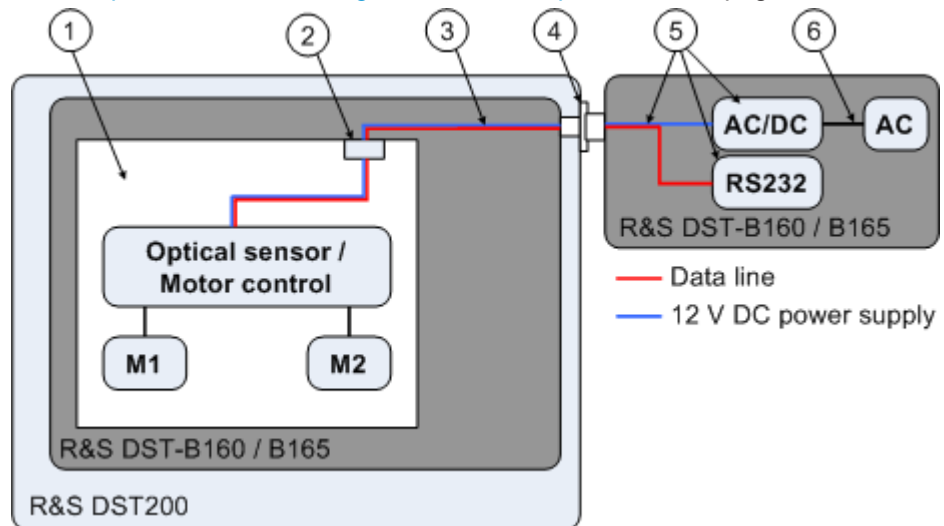 1
2
3
4
5
6
AC/DC
AC
RS232
R&S DST-B160 / B165
Optical sensor /
Motor control
Data line
12 V DC power supply
M1
M2
R&S DST-B160 / B165
R&S DST200